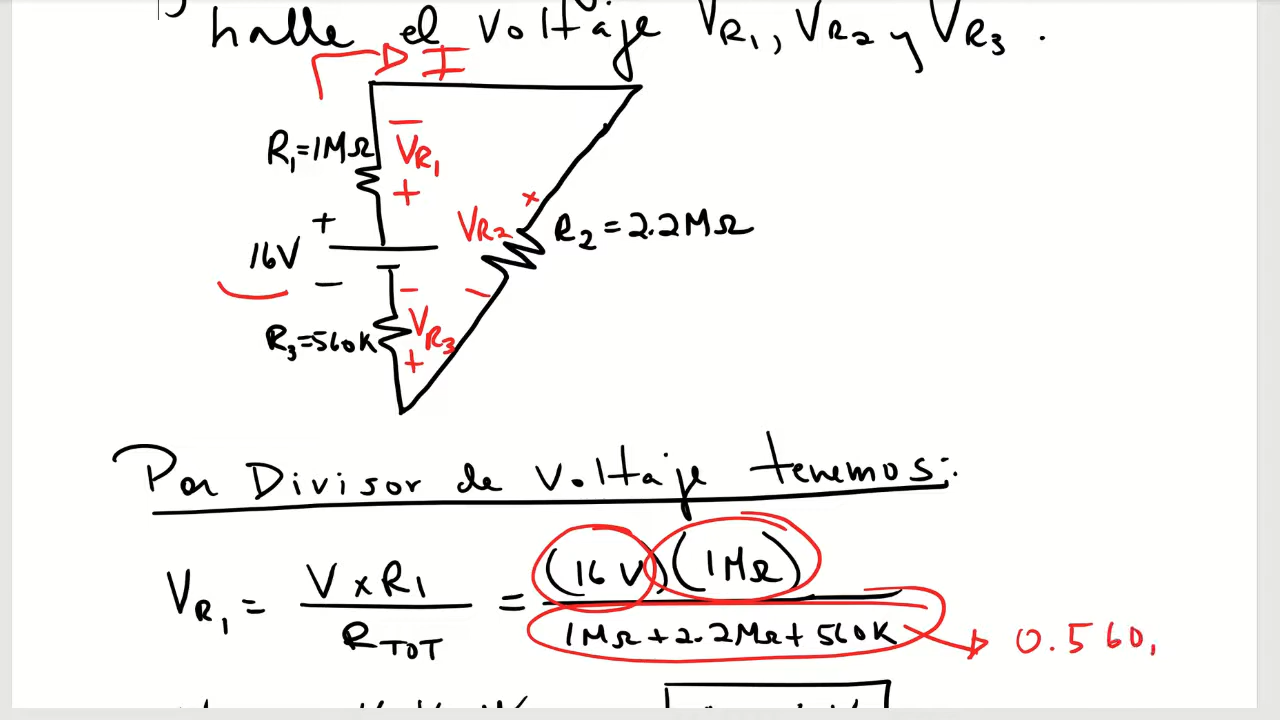 halle el voltaje VR1, VR2 y VR3.
I
R1=1MΩ
VR1
+
VR2
R2=2.2MΩ
+
16V
R3=560K
VR3
+
Por Divisor de Voltaje tenemos:
VR1 = V x R1 / RTOT = (16V)(1MΩ) / 1MΩ+2.2MΩ+560K
0.560,